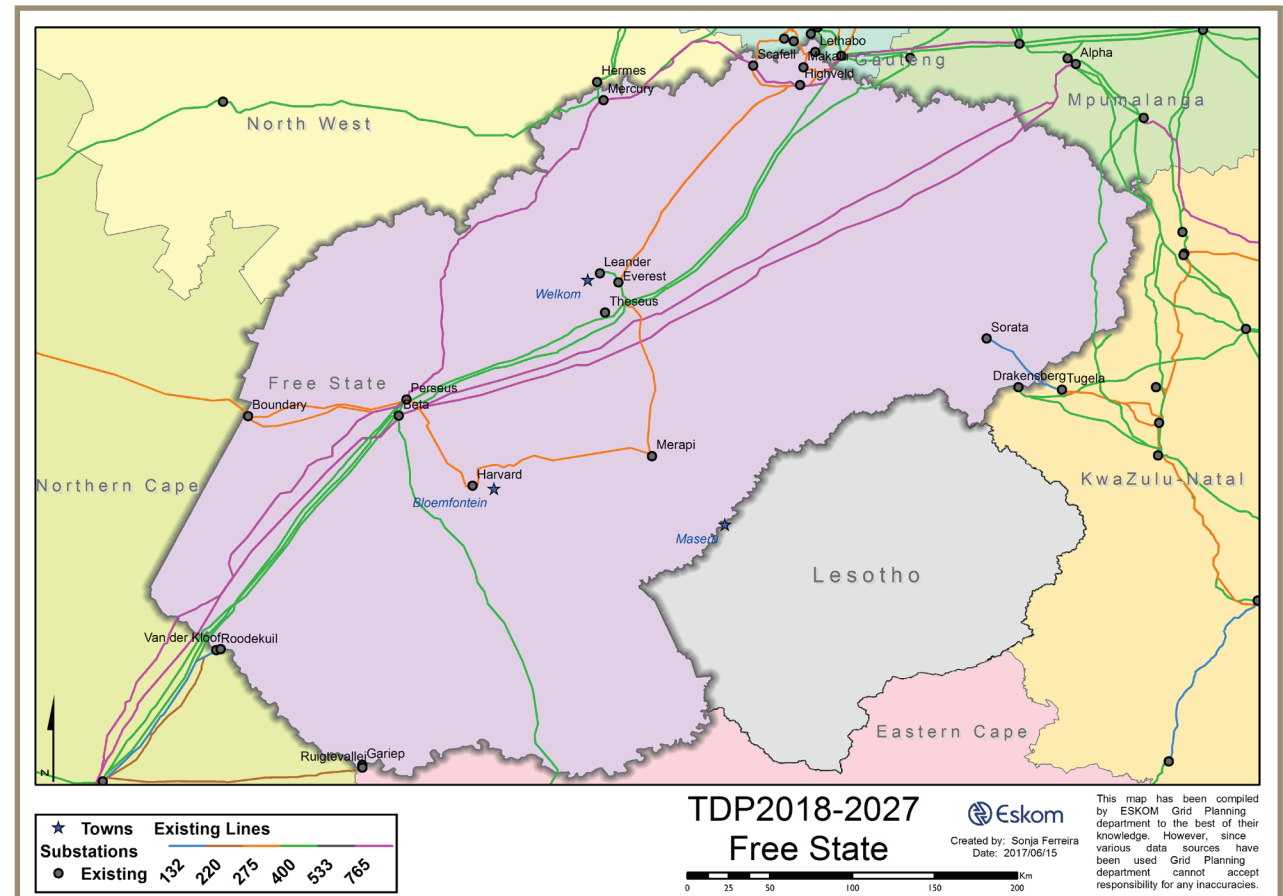 Lethabo
Scafell
Makalu
Gauteng
Alpha
Hermes
Highveld
Mercury
Mpumalanga
North West
Leander
Everest
Welkom
Theseus
Sorata
Free State
Perseus
Drakensberg
Tugela
Boundary
Beta
Merapi
Harvard
KwaZulu-Natal
Northern Cape
Bloemfontein
Maseru
Lesotho
Van der Kloof
Roodekuil
Eastern Cape
Ruigtevallei
Gariep
N
TDP2018-2027
Free State
Eskom
Created by: Sonja Ferreira
Date: 2017/06/15
This map has been compiled
by ESKOM Grid Planning
department to the best of their
knowledge. However, since
various data sources have
been used Grid Planning
department cannot accept
responsibility for any inaccuracies.
Towns Existing Lines
Substations
Existing 132 220 275 400 533 765
Km
0 25 50 100 150 200